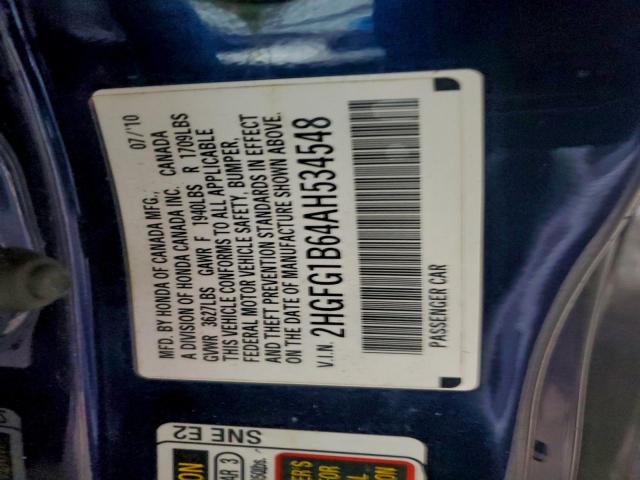 MFD. BY HONDA OF CANADA MFG., 07/'10
A DIVISION OF HONDA CANADA INC. CANADA
GVWR 3627LBS GAWR F 1940LBS R 1709LBS
THIS VEHICLE CONFORMS TO ALL APPLICABLE
FEDERAL MOTOR VEHICLE SAFETY, BUMPER,
AND THEFT PREVENTION STANDARDS IN EFFECT
ON THE DATE OF MANUFACTURE SHOWN ABOVE.
V.I.N. 2HGFG1B64AH534548
PASSENGER CAR
SNE E2